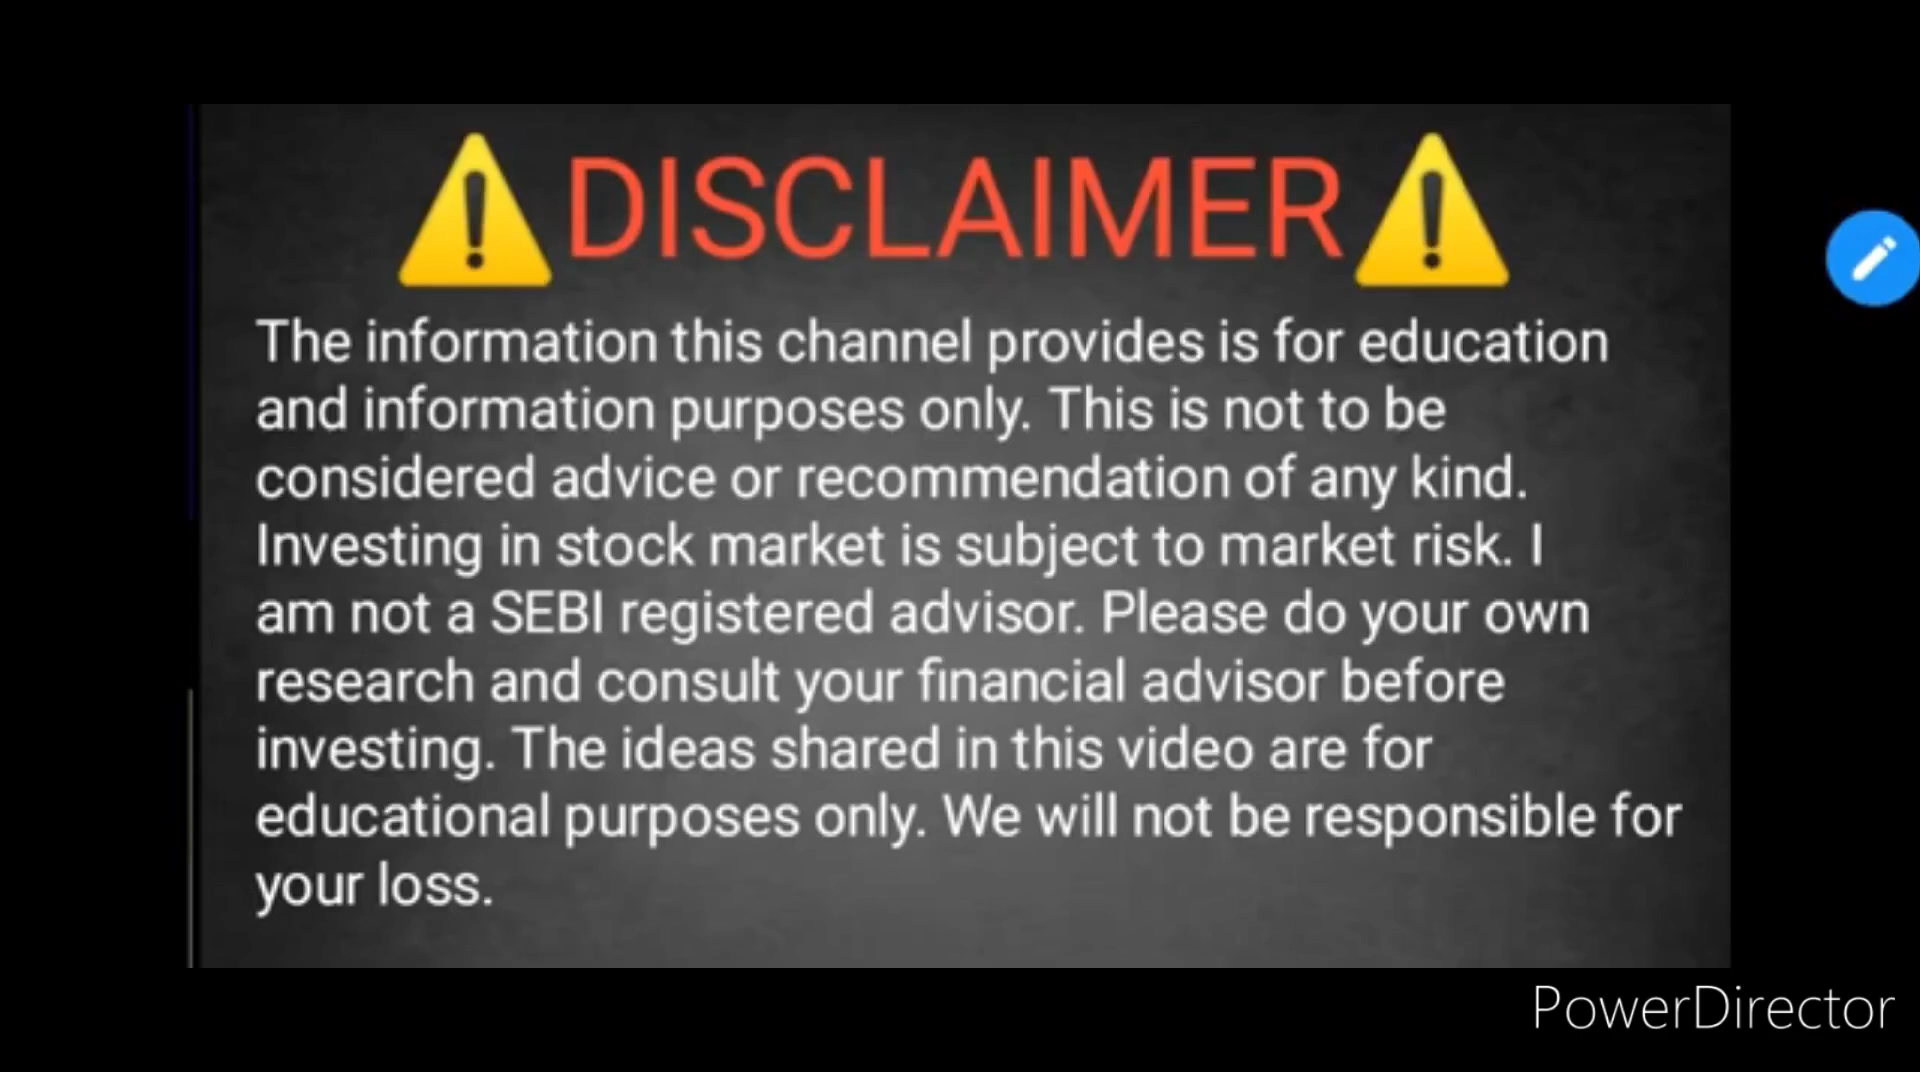 ⚠DISCLAIMER⚠
The information this channel provides is for education
and information purposes only. This is not to be
considered advice or recommendation of any kind.
Investing in stock market is subject to market risk. I
am not a SEBI registered advisor. Please do your own
research and consult your financial advisor before
investing. The ideas shared in this video are for
educational purposes only. We will not be responsible for
your loss.
PowerDirector